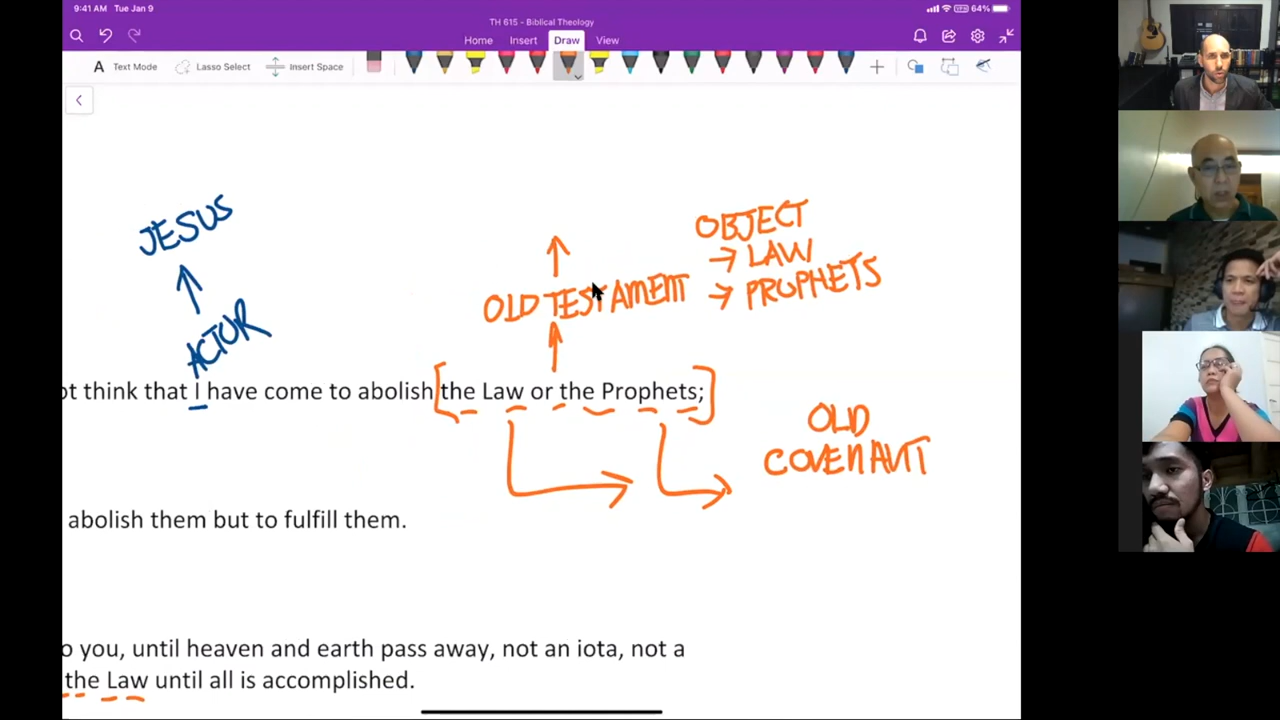 9:41 AM Tue Jan 9
64%
TH 615 - Biblical Theology
Home Insert Draw View
Text Mode Lasso Select Insert Space
JESUS
ACTOR
OBJECT
→ LAW
OLD TESTAMENT → PROPHETS
ot think that I have come to abolish [the Law or the Prophets;]
OLD
COVENANT
abolish them but to fulfill them.
o you, until heaven and earth pass away, not an iota, not a
the Law until all is accomplished.